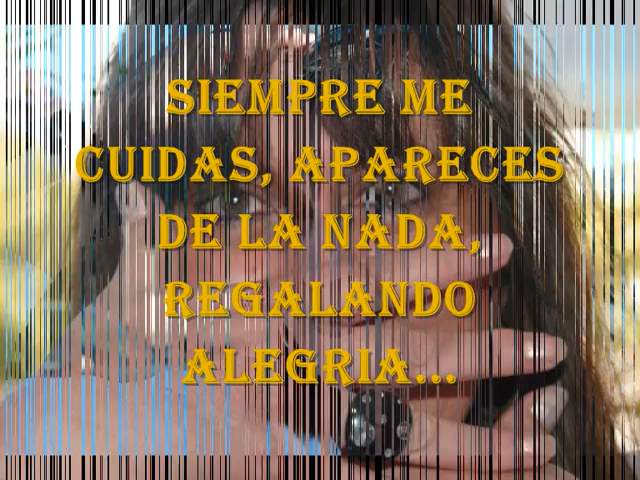 SIEMPRE ME
CUIDAS, APARECES
DE LA NADA,
REGALANDO
ALEGRIA...